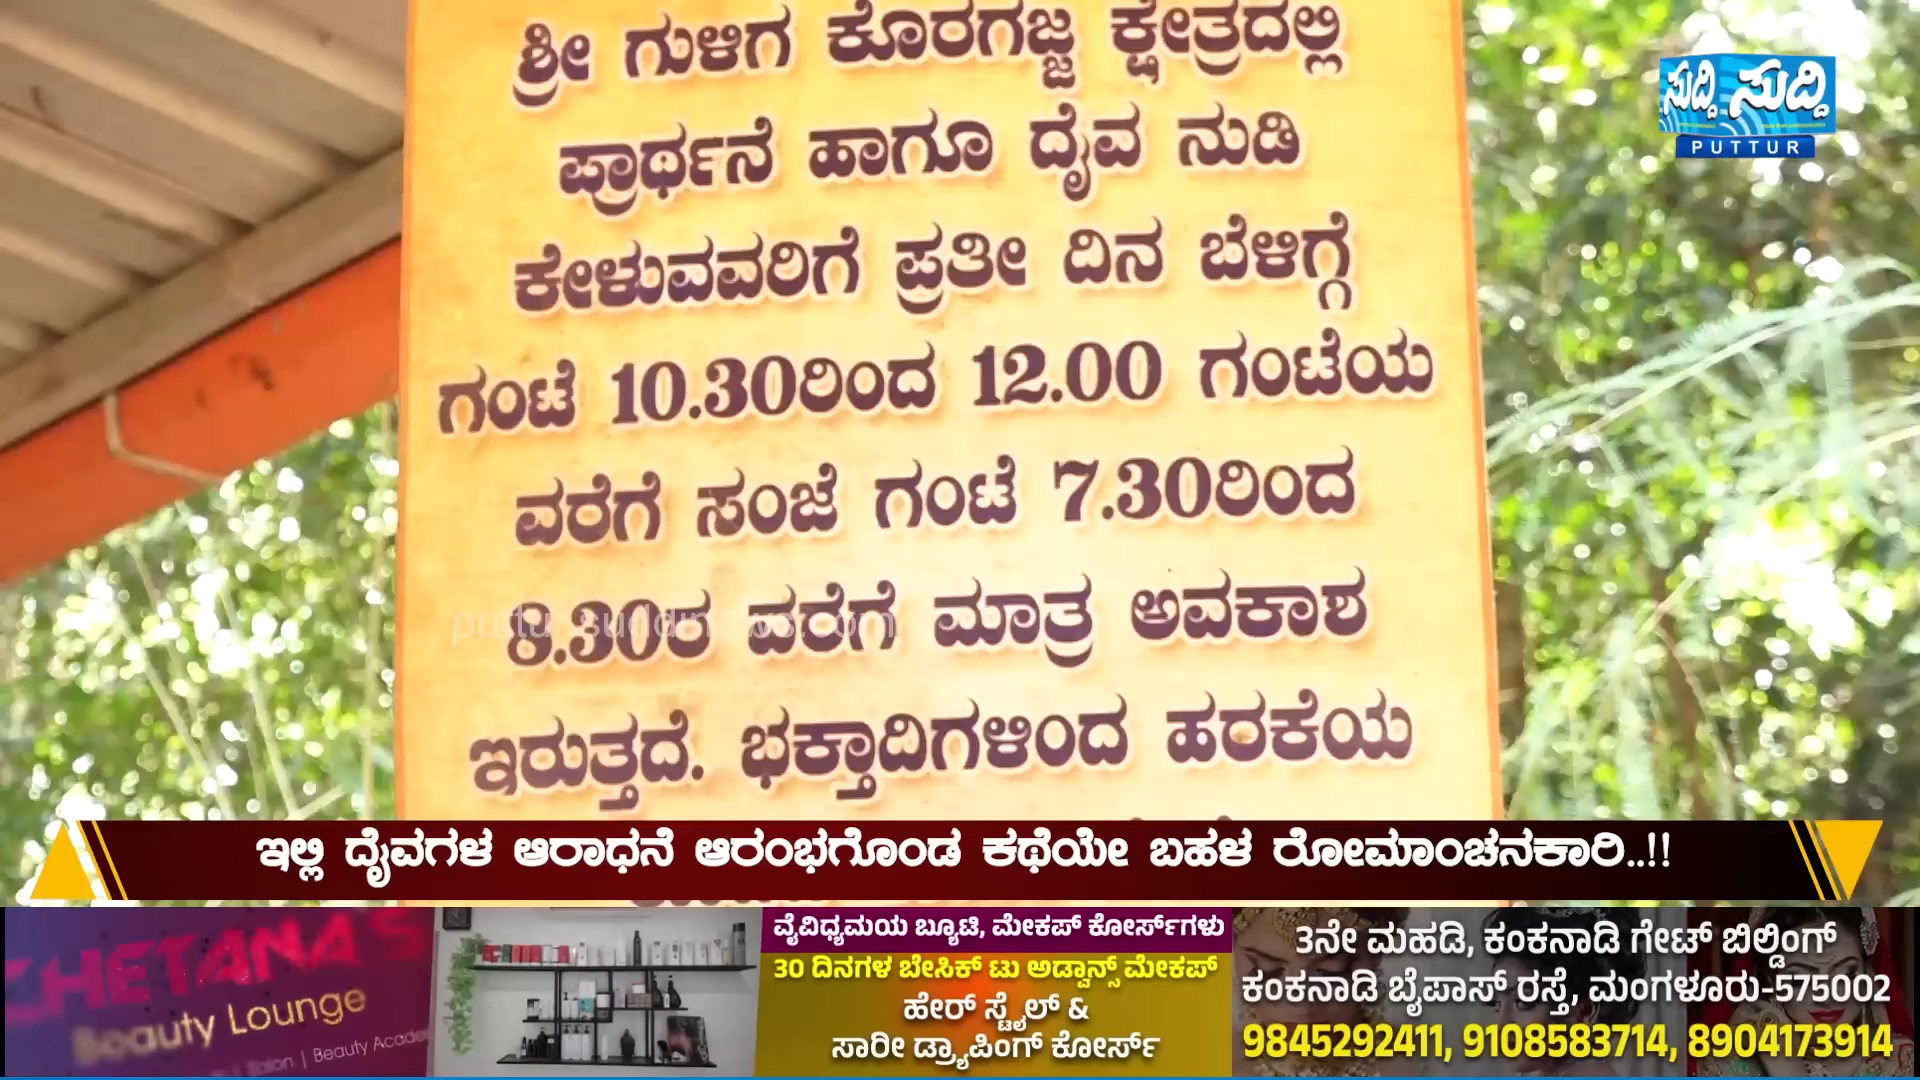 ಶ್ರೀ ಗುಳಿಗ ಕೊರಗಜ್ಜ ಕ್ಷೇತ್ರದಲ್ಲಿ
ಪ್ರಾರ್ಥನೆ ಹಾಗೂ ದೈವ ನುಡಿ
ಕೇಳುವವರಿಗೆ ಪ್ರತೀ ದಿನ ಬೆಳಿಗ್ಗೆ
ಗಂಟೆ 10.30ರಿಂದ 12.00 ಗಂಟೆಯ
ವರೆಗೆ ಸಂಜೆ ಗಂಟೆ 7.30ರಿಂದ
8.30ರ ವರೆಗೆ ಮಾತ್ರ ಅವಕಾಶ
ಇರುತ್ತದೆ. ಭಕ್ತಾದಿಗಳಿಂದ ಹರಕೆಯ
ಸುದ್ದಿ ಸುದ್ದಿ
PUTTUR
ಇಲ್ಲಿ ದೈವಗಳ ಆರಾಧನೆ ಆರಂಭಗೊಂಡ ಕಥೆಯೇ ಬಹಳ ರೋಮಾಂಚನಕಾರಿ..!!
CHETANA'S
Beauty Lounge
Salon | Beauty
ವೈವಿಧ್ಯಮಯ ಬ್ಯೂಟಿ, ಮೇಕಪ್ ಕೋರ್ಸ್‌ಗಳು
30 ದಿನಗಳ ಬೇಸಿಕ್ ಟು ಅಡ್ವಾನ್ಸ್ ಮೇಕಪ್
ಹೇರ್ ಸ್ಟೈಲ್ &
ಸಾರೀ ಡ್ರ್ಯಾಪಿಂಗ್ ಕೋರ್ಸ್
3ನೇ ಮಹಡಿ, ಕಂಕನಾಡಿ ಗೇಟ್ ಬಿಲ್ಡಿಂಗ್
ಕಂಕನಾಡಿ ಬೈಪಾಸ್ ರಸ್ತೆ, ಮಂಗಳೂರು-575002
9845292411, 9108583714, 8904173914